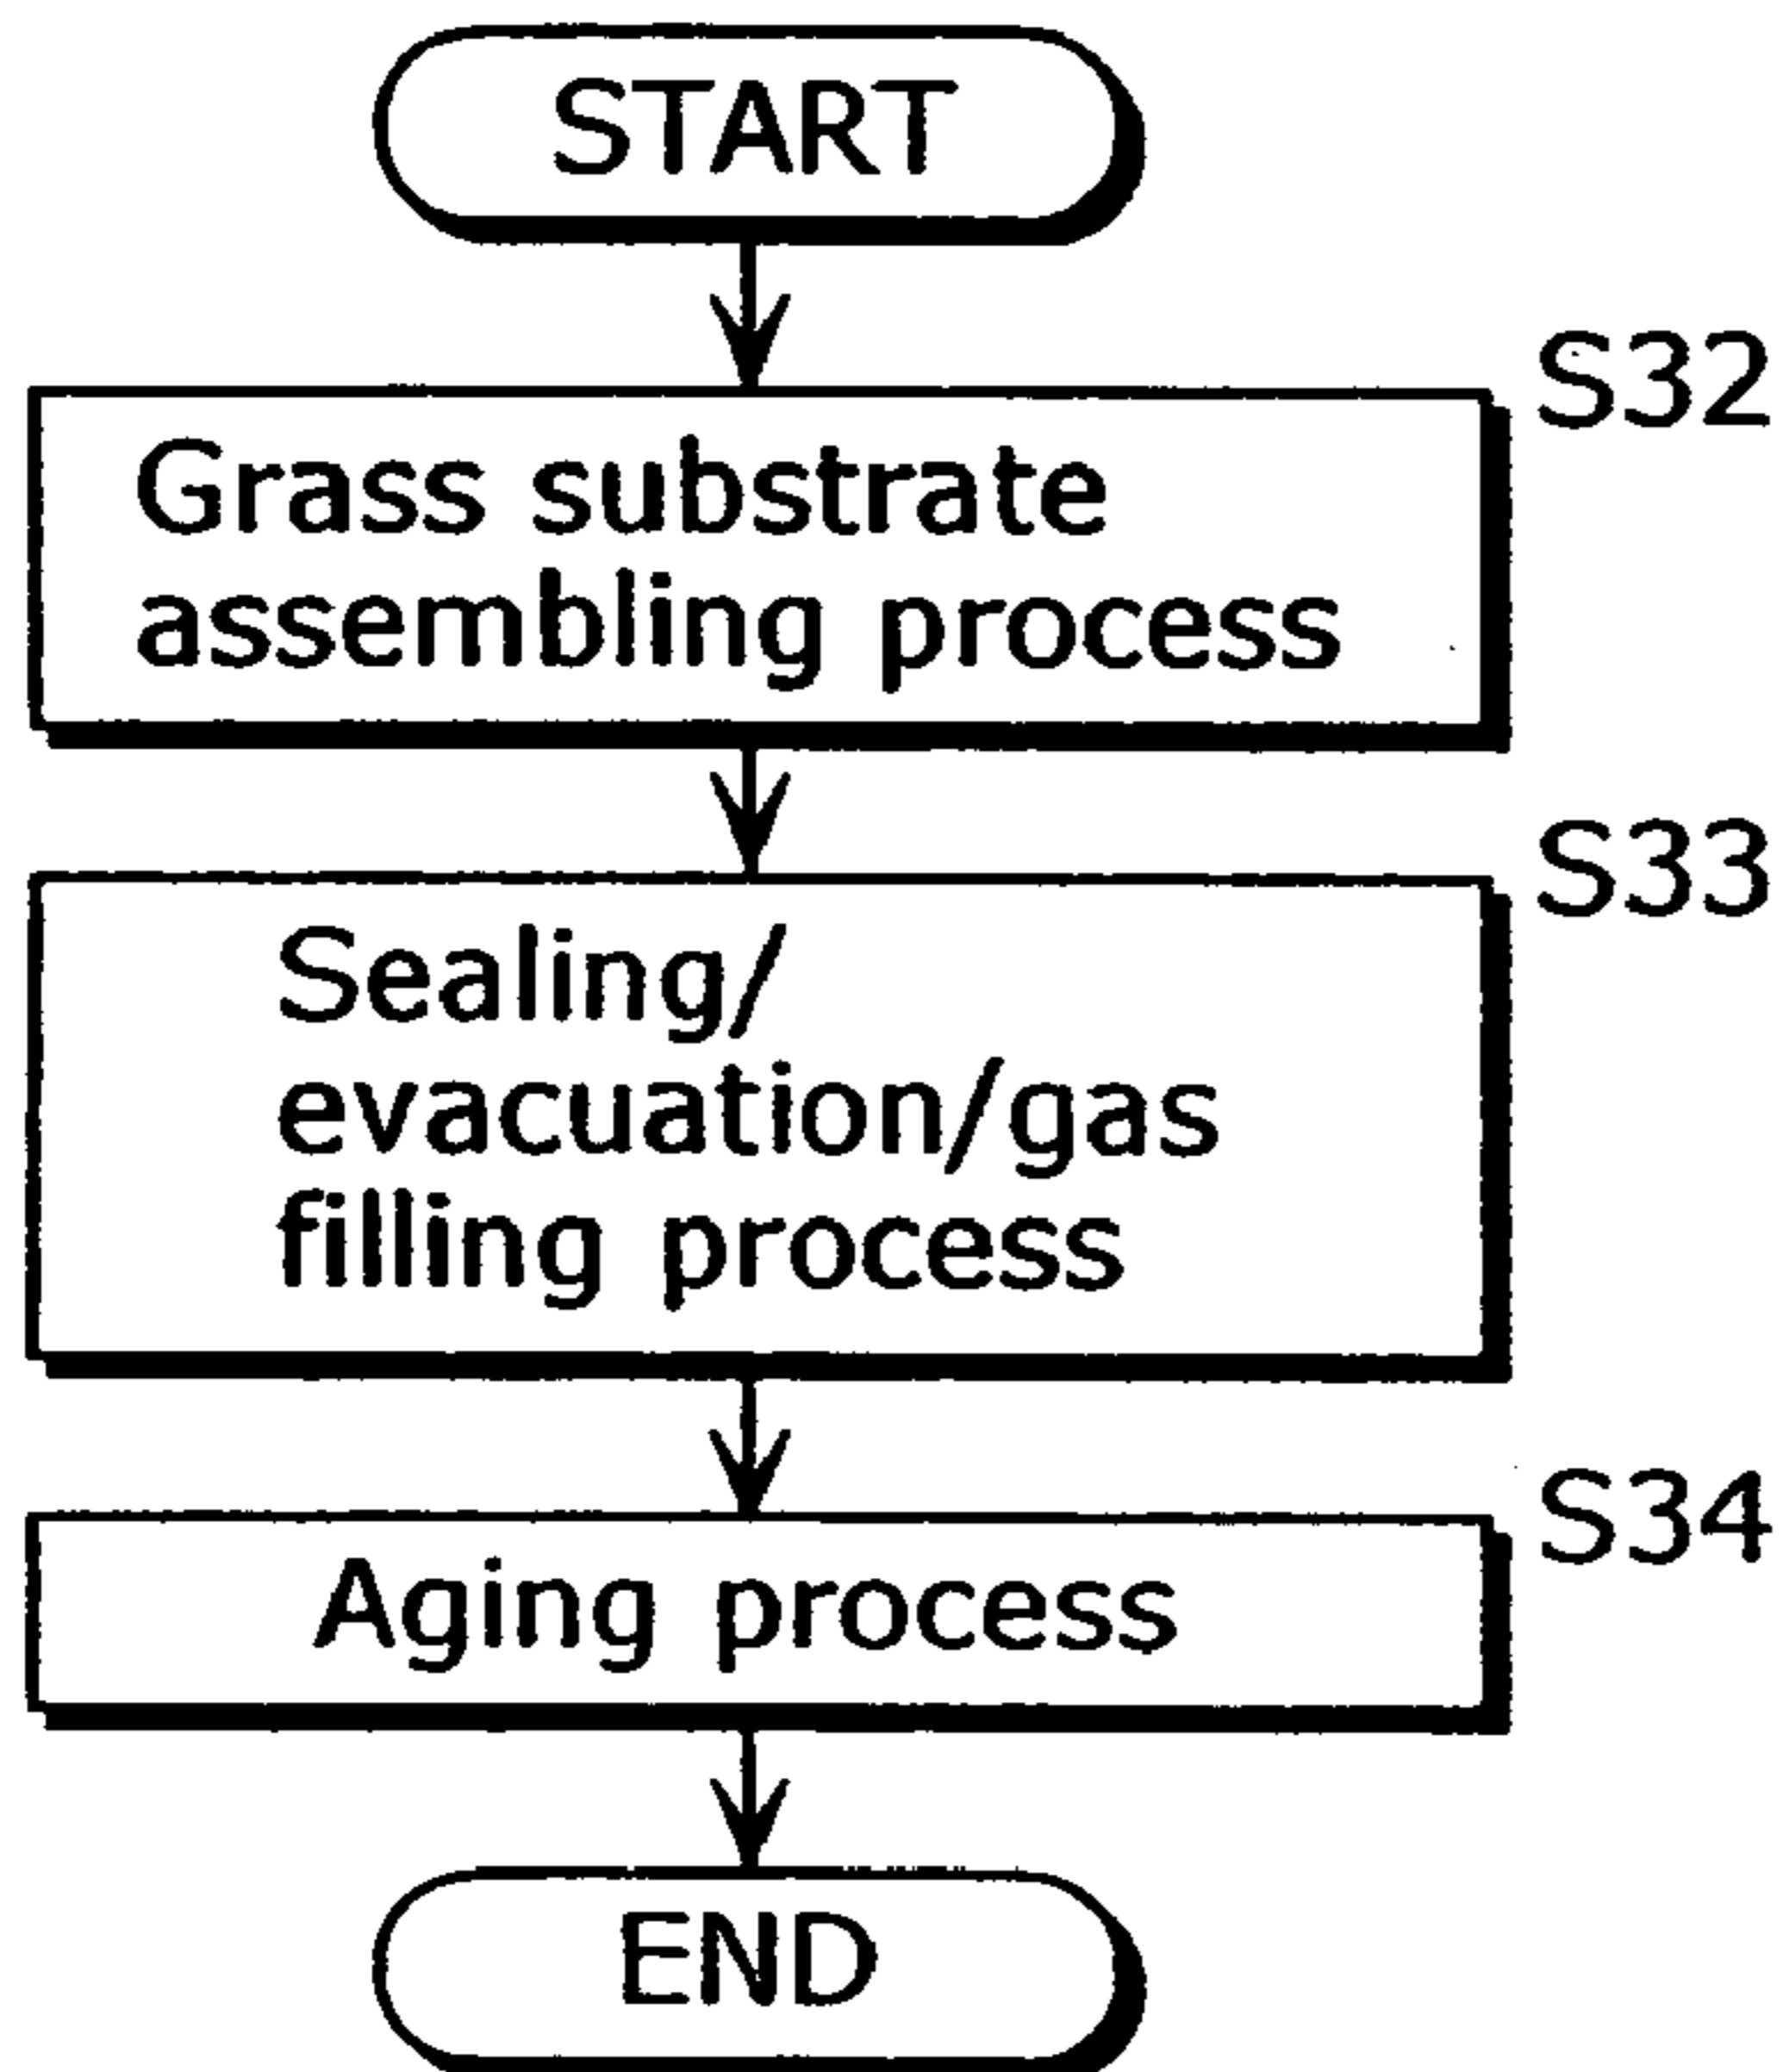 START
S32
Grass substrate
assembling process
S33
Sealing/
evacuation/gas
filling process
S34
Aging process
END